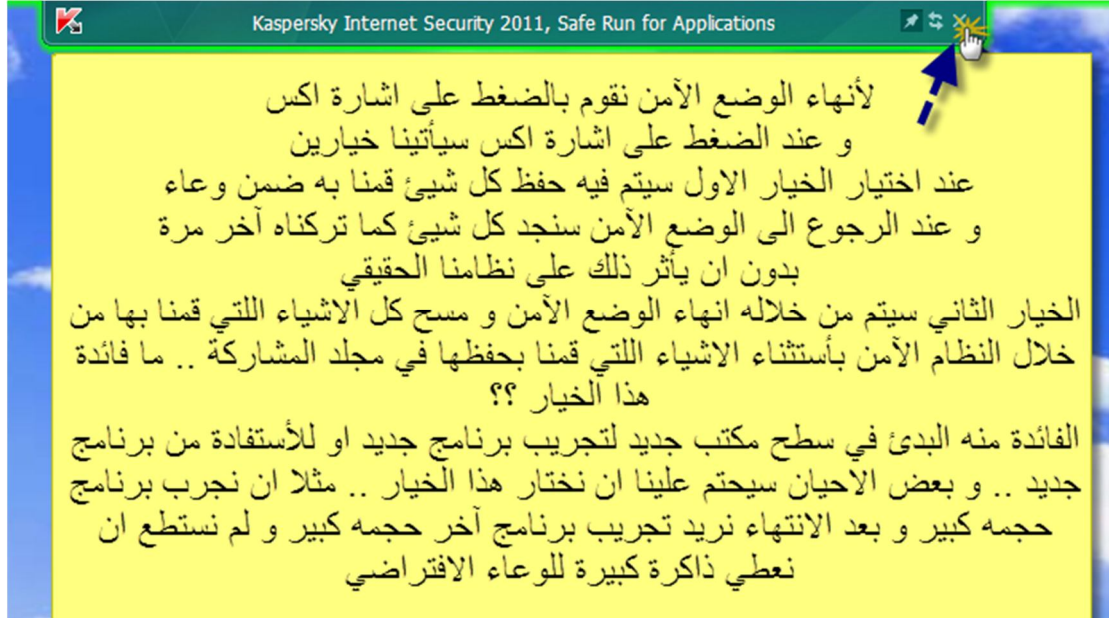 Kaspersky Internet Security 2011, Safe Run for Applications
لأنهاء الوضع الآمن نقوم بالضغط على اشارة اكس
و عند الضغط على اشارة اكس سيأتينا خيارين
عند اختيار الخيار الاول سيتم فيه حفظ كل شيئ قمنا به ضمن وعاء
و عند الرجوع الى الوضع الآمن سنجد كل شيئ كما تركناه آخر مرة
بدون ان يأثر ذلك على نظامنا الحقيقي
الخيار الثاني سيتم من خلاله انهاء الوضع الآمن و مسح كل الاشياء اللتي قمنا بها من
خلال النظام الآمن بأستثناء الاشياء اللتي قمنا بحفظها في مجلد المشاركة .. ما فائدة
هذا الخيار ؟؟
الفائدة منه البدئ في سطح مكتب جديد لتجريب برنامج جديد او للأستفادة من برنامج
جديد .. و بعض الاحيان سيحتم علينا ان نختار هذا الخيار .. مثلا ان نجرب برنامج
حجمه كبير و بعد الانتهاء نريد تجريب برنامج آخر حجمه كبير و لم نستطع ان
نعطي ذاكرة كبيرة للوعاء الافتراضي